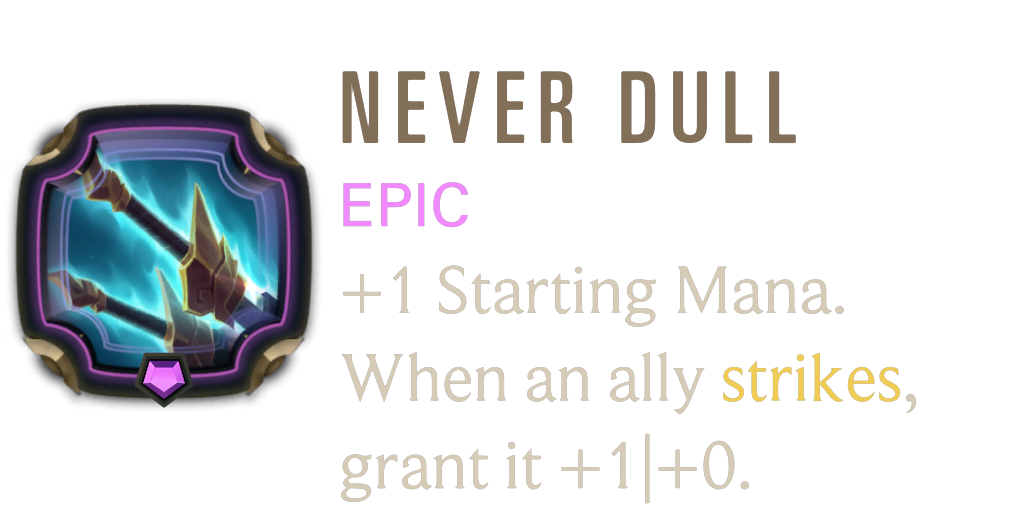 NEVER DULL
EPIC
+1 Starting Mana.
When an ally strikes,
grant it +1|+0.